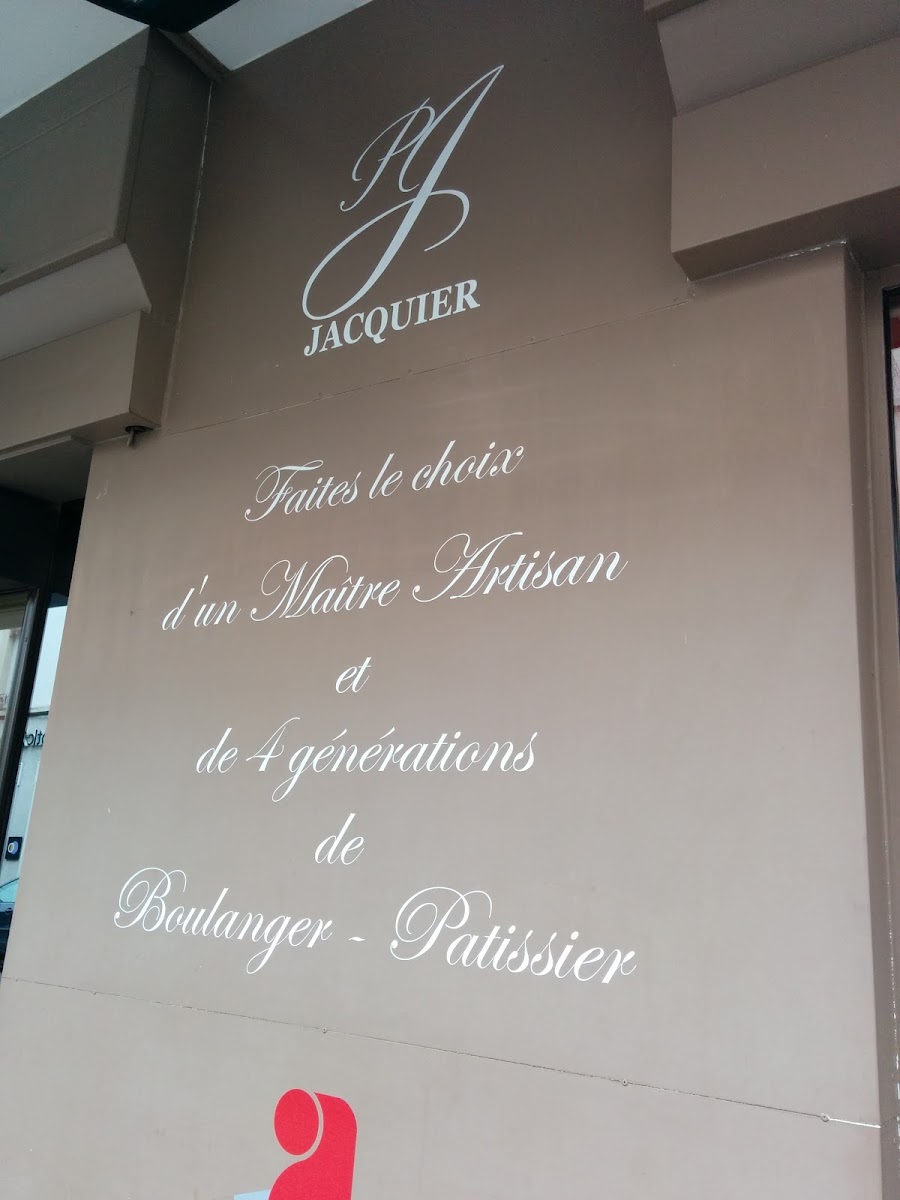 PJ
JACQUIER
Faites le choix
d'un Maître Artisan
et
de 4 générations
de
Boulanger - Patissier